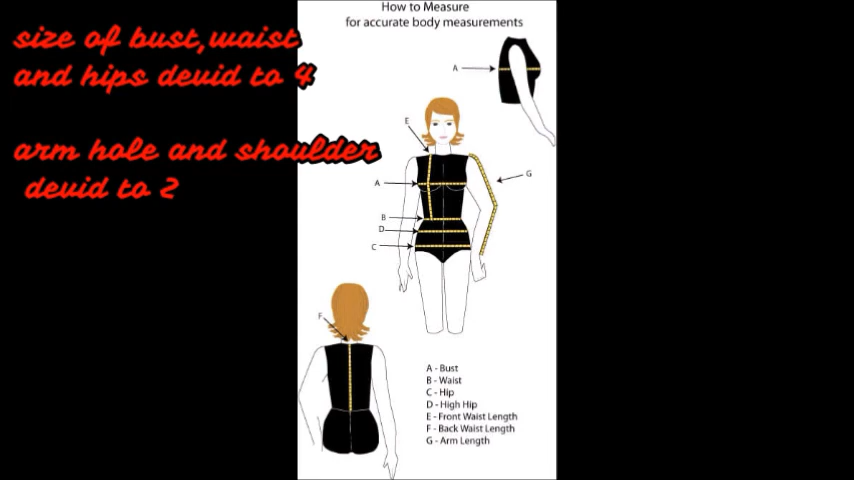 How to Measure
for accurate body measurements
size of bust,waist
and hips devid to 4
arm hole and shoulder
devid to 2
A
E
G
A
B
D
C
F
A - Bust
B - Waist
C - Hip
D - High Hip
E - Front Waist Length
F - Back Waist Length
G - Arm Length